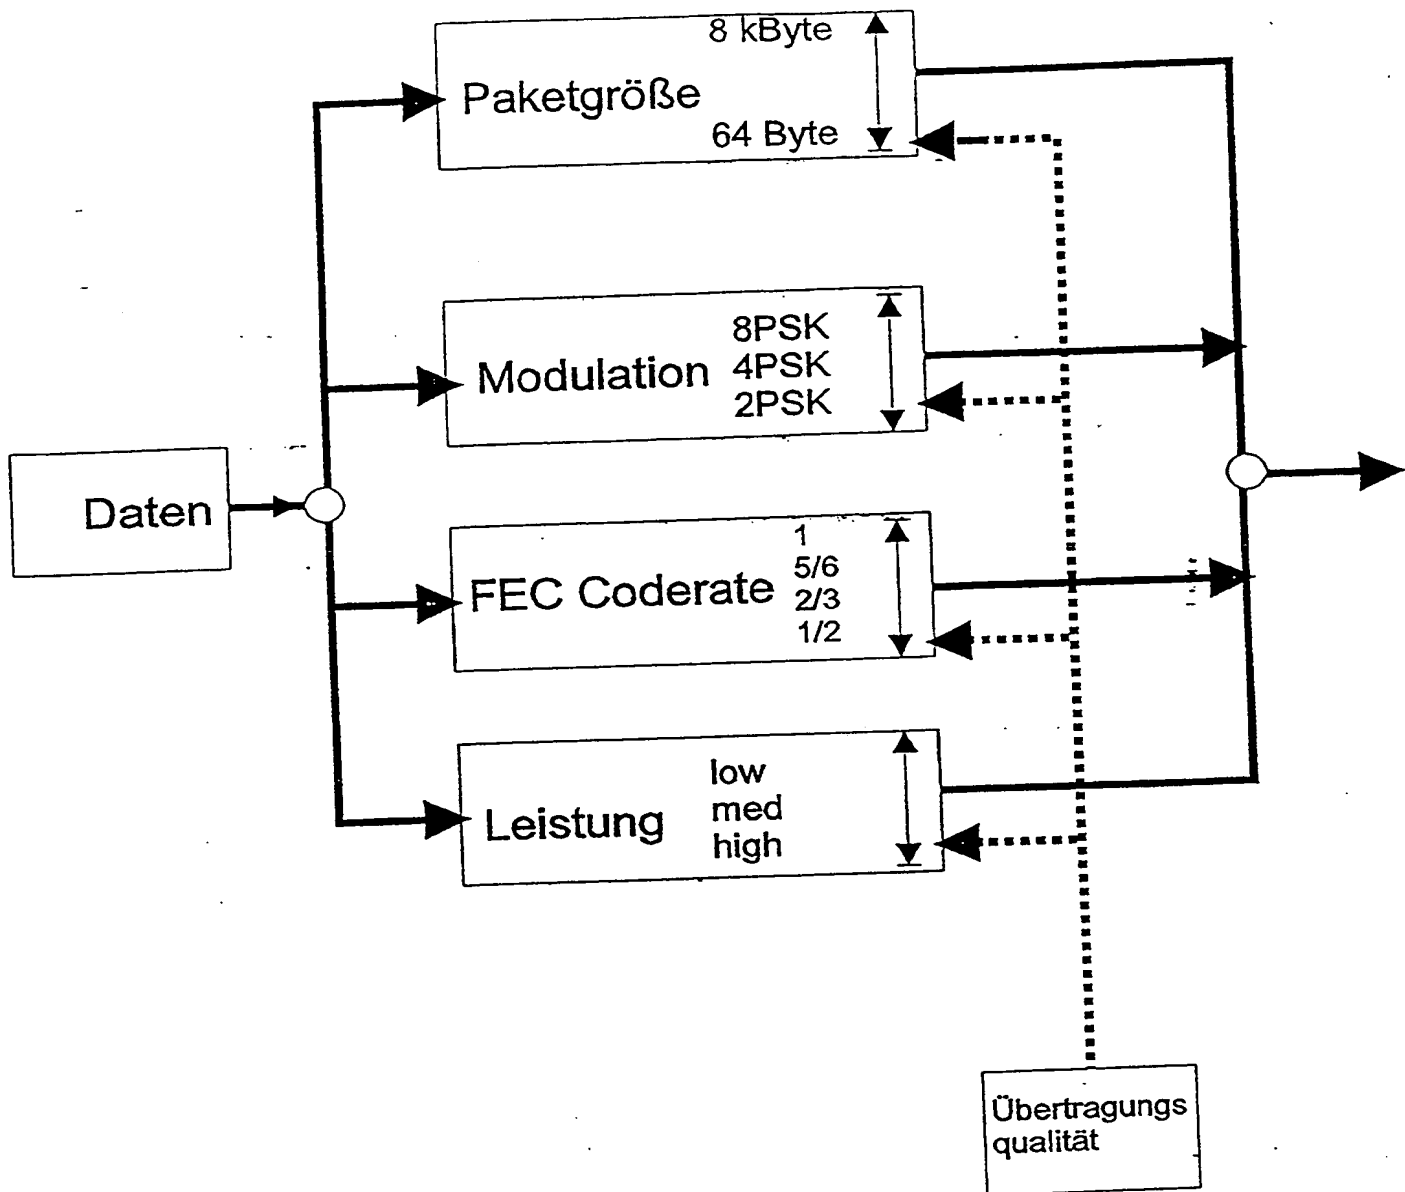 8 kByte
Paketgröße
64 Byte
8PSK
Modulation
4PSK
2PSK
Daten
1
5/6
FEC Coderate
2/3
1/2
low
Leistung
med
high
Übertragungs
qualität